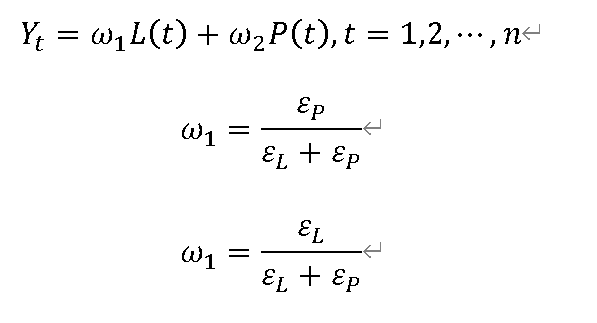 Y_t = ω_1 L(t) + ω_2 P(t), t = 1,2,⋯,n↵
ω_1 = ε_P / (ε_L + ε_P)↵
ω_1 = ε_L / (ε_L + ε_P)↵